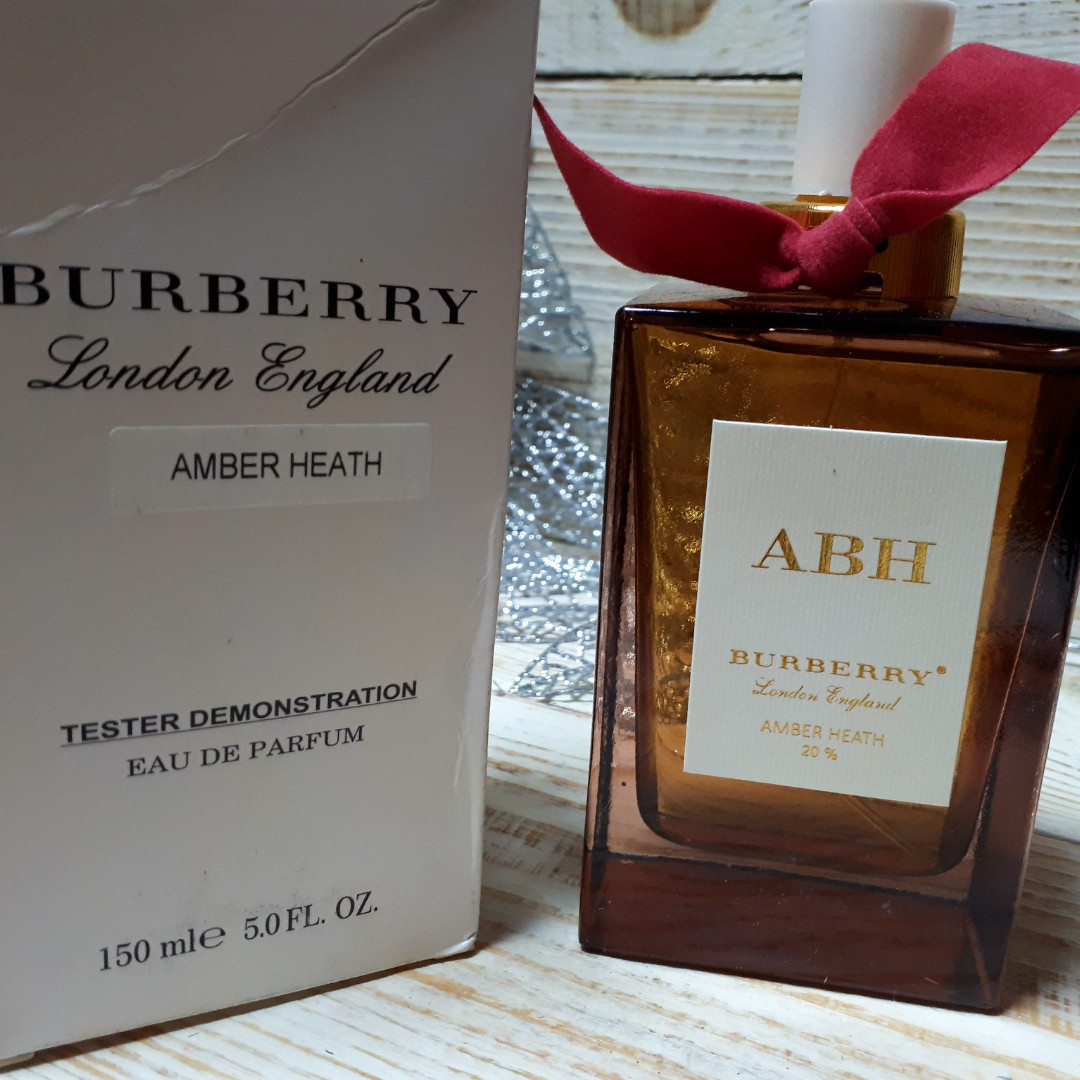 BURBERRY
London England
AMBER HEATH
TESTER DEMONSTRATION
EAU DE PARFUM
150 ml℮ 5.0 FL. OZ.
ABH
BURBERRY®
London England
AMBER HEATH
20 %